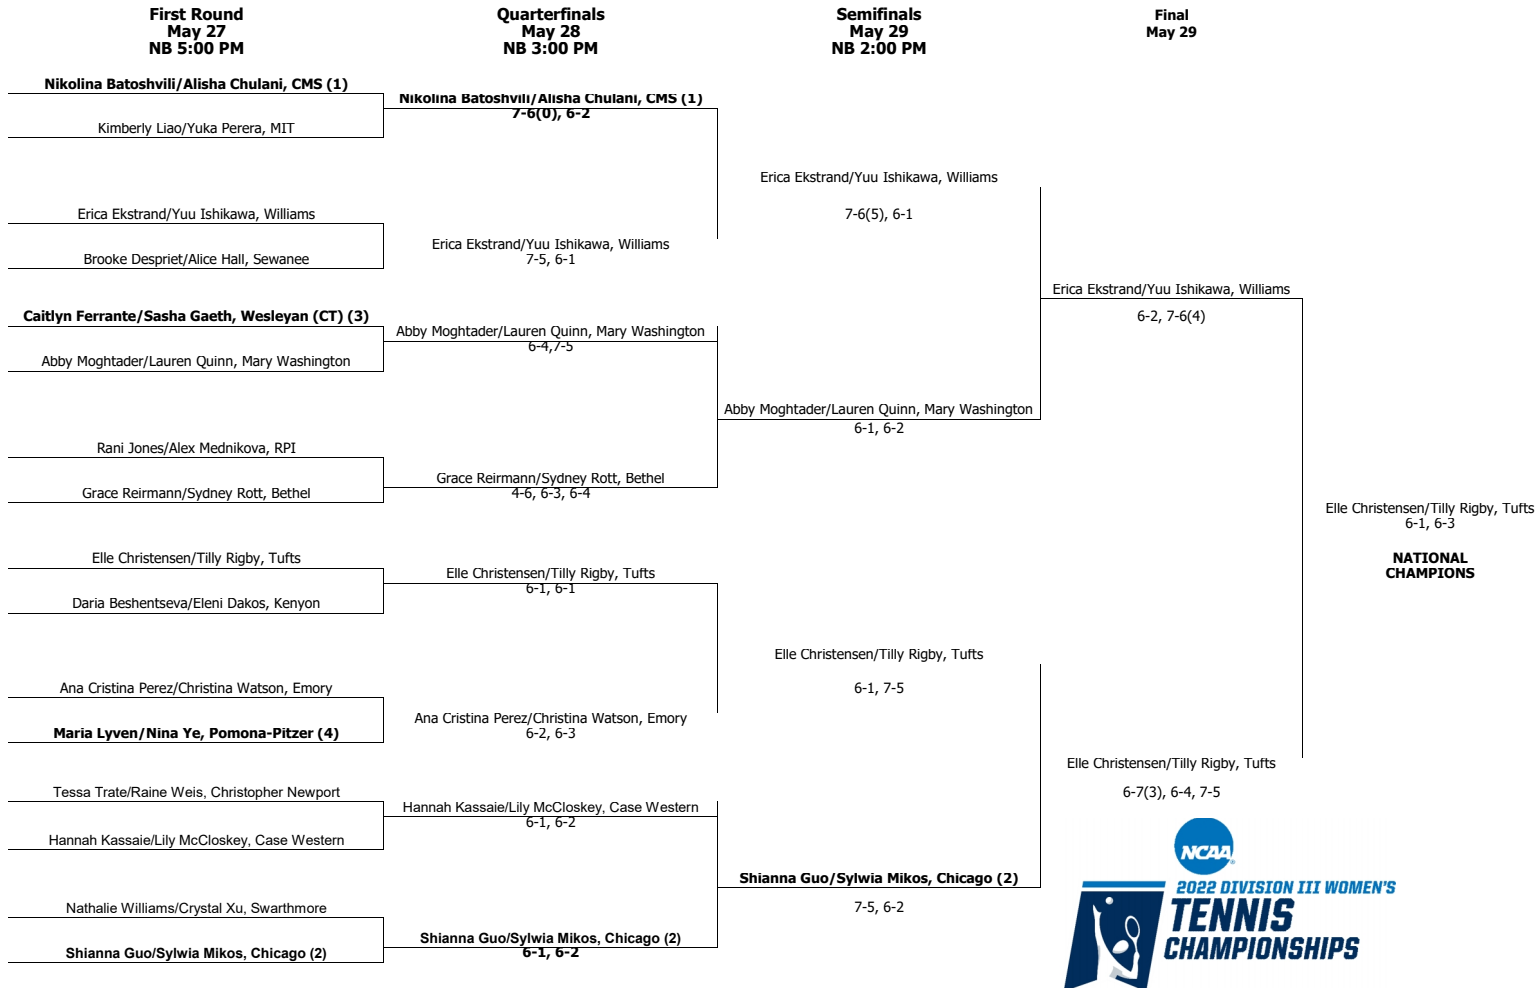 First Round
May 27
NB 5:00 PM
Quarterfinals
May 28
NB 3:00 PM
Semifinals
May 29
NB 2:00 PM
Final
May 29
Nikolina Batoshvili/Alisha Chulani, CMS (1)
Kimberly Liao/Yuka Perera, MIT
Erica Ekstrand/Yuu Ishikawa, Williams
Brooke Despriet/Alice Hall, Sewanee
Caitlyn Ferrante/Sasha Gaeth, Wesleyan (CT) (3)
Abby Moghtader/Lauren Quinn, Mary Washington
Rani Jones/Alex Mednikova, RPI
Grace Reirmann/Sydney Rott, Bethel
Elle Christensen/Tilly Rigby, Tufts
Daria Beshentseva/Eleni Dakos, Kenyon
Ana Cristina Perez/Christina Watson, Emory
Maria Lyven/Nina Ye, Pomona-Pitzer (4)
Tessa Trate/Raine Weis, Christopher Newport
Hannah Kassaie/Lily McCloskey, Case Western
Nathalie Williams/Crystal Xu, Swarthmore
Shianna Guo/Sylwia Mikos, Chicago (2)
Nikolina Batoshvili/Alisha Chulani, CMS (1)
7-6(0), 6-2
Erica Ekstrand/Yuu Ishikawa, Williams
7-5, 6-1
Abby Moghtader/Lauren Quinn, Mary Washington
6-4,7-5
Grace Reirmann/Sydney Rott, Bethel
4-6, 6-3, 6-4
Elle Christensen/Tilly Rigby, Tufts
6-1, 6-1
Ana Cristina Perez/Christina Watson, Emory
6-2, 6-3
Hannah Kassaie/Lily McCloskey, Case Western
6-1, 6-2
Shianna Guo/Sylwia Mikos, Chicago (2)
6-1, 6-2
Erica Ekstrand/Yuu Ishikawa, Williams
7-6(5), 6-1
Abby Moghtader/Lauren Quinn, Mary Washington
6-1, 6-2
Elle Christensen/Tilly Rigby, Tufts
6-1, 7-5
Shianna Guo/Sylwia Mikos, Chicago (2)
7-5, 6-2
Erica Ekstrand/Yuu Ishikawa, Williams
6-2, 7-6(4)
Elle Christensen/Tilly Rigby, Tufts
6-7(3), 6-4, 7-5
Elle Christensen/Tilly Rigby, Tufts
6-1, 6-3
NATIONAL
CHAMPIONS
NCAA
2022 DIVISION III WOMEN'S
TENNIS
CHAMPIONSHIPS